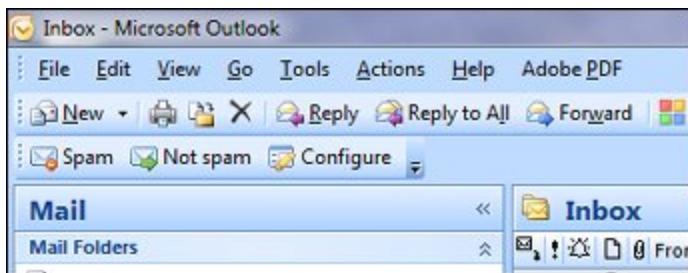 Inbox - Microsoft Outlook
File Edit View Go Tools Actions Help Adobe PDF
New Reply Reply to All Forward
Spam Not spam Configure
Mail Inbox
Mail Folders